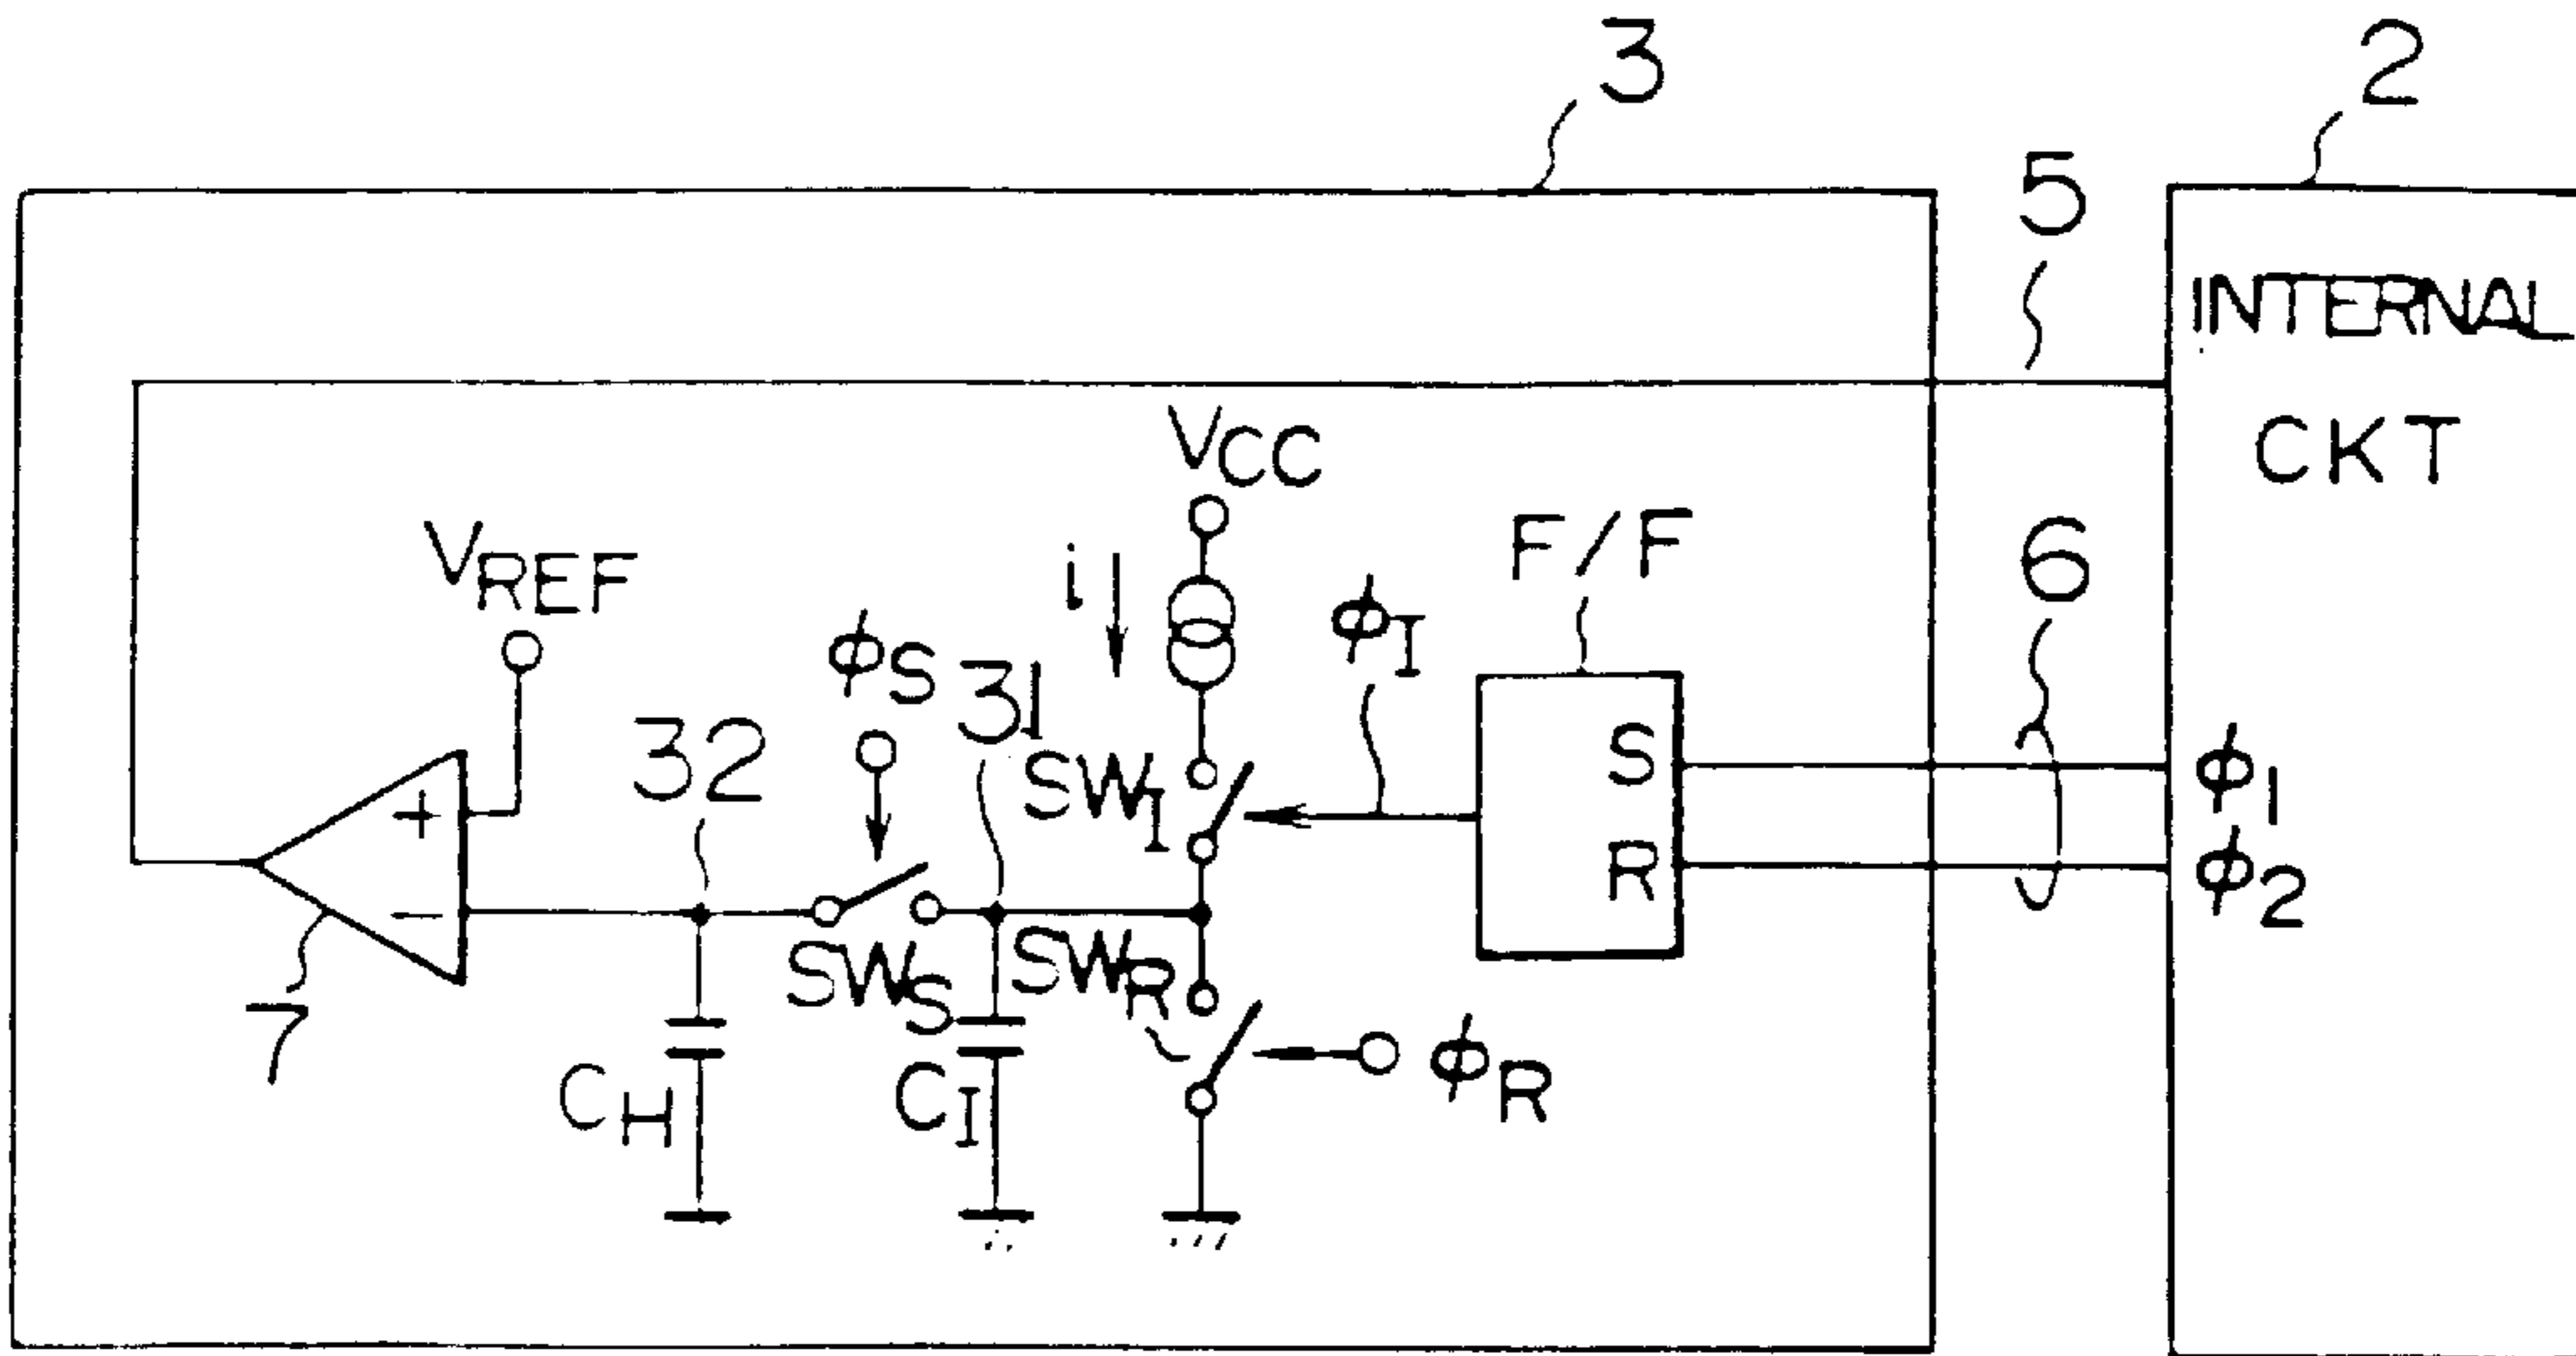 3
2
5
INTERNAL
CKT
VCC
VREF
i
F/F
6
ϕS
31
ϕI
32
SWI
S
ϕ1
+
R
ϕ2
−
SWS
SWR
7
CH
CI
ϕR